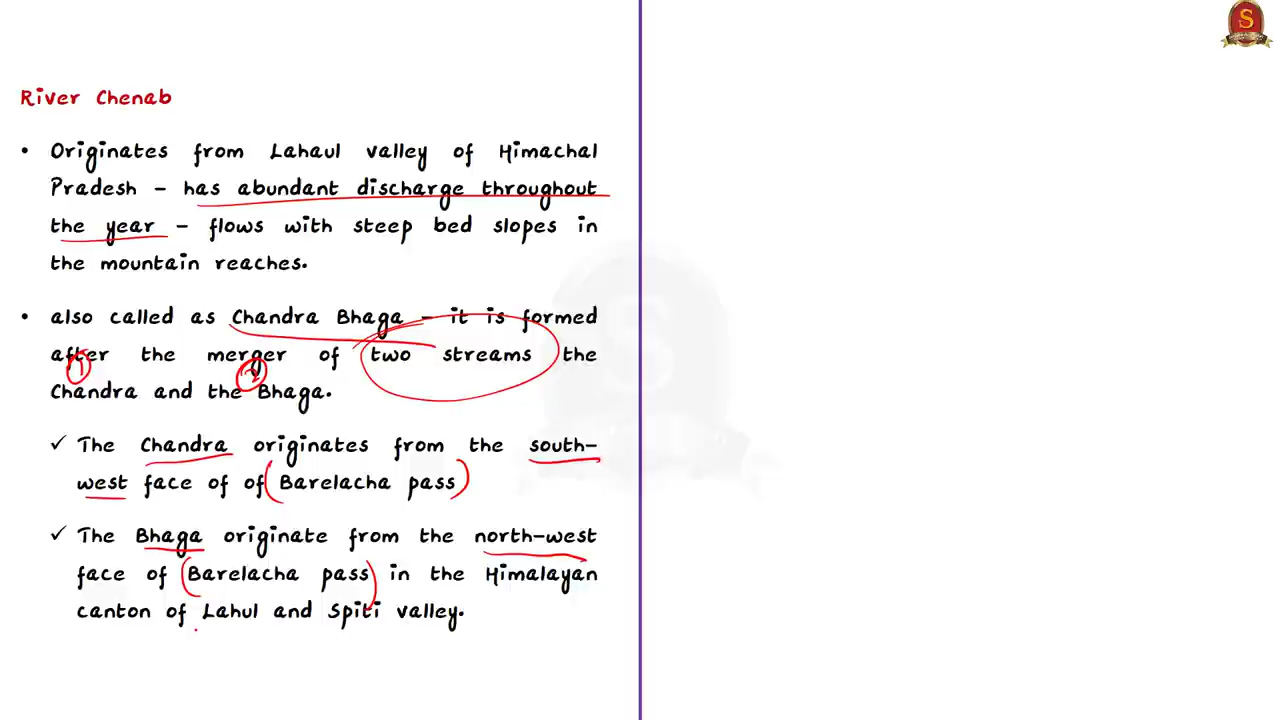 S
River Chenab
• Originates from Lahaul valley of Himachal
Pradesh – has abundant discharge throughout
the year – flows with steep bed slopes in
the mountain reaches.
• also called as Chandra Bhaga – it is formed
after the merger of two streams the
1 2
Chandra and the Bhaga.
✓ The Chandra originates from the south-
west face of of (Barelacha pass)
✓ The Bhaga originate from the north-west
face of (Barelacha pass) in the Himalayan
canton of Lahul and Spiti valley.